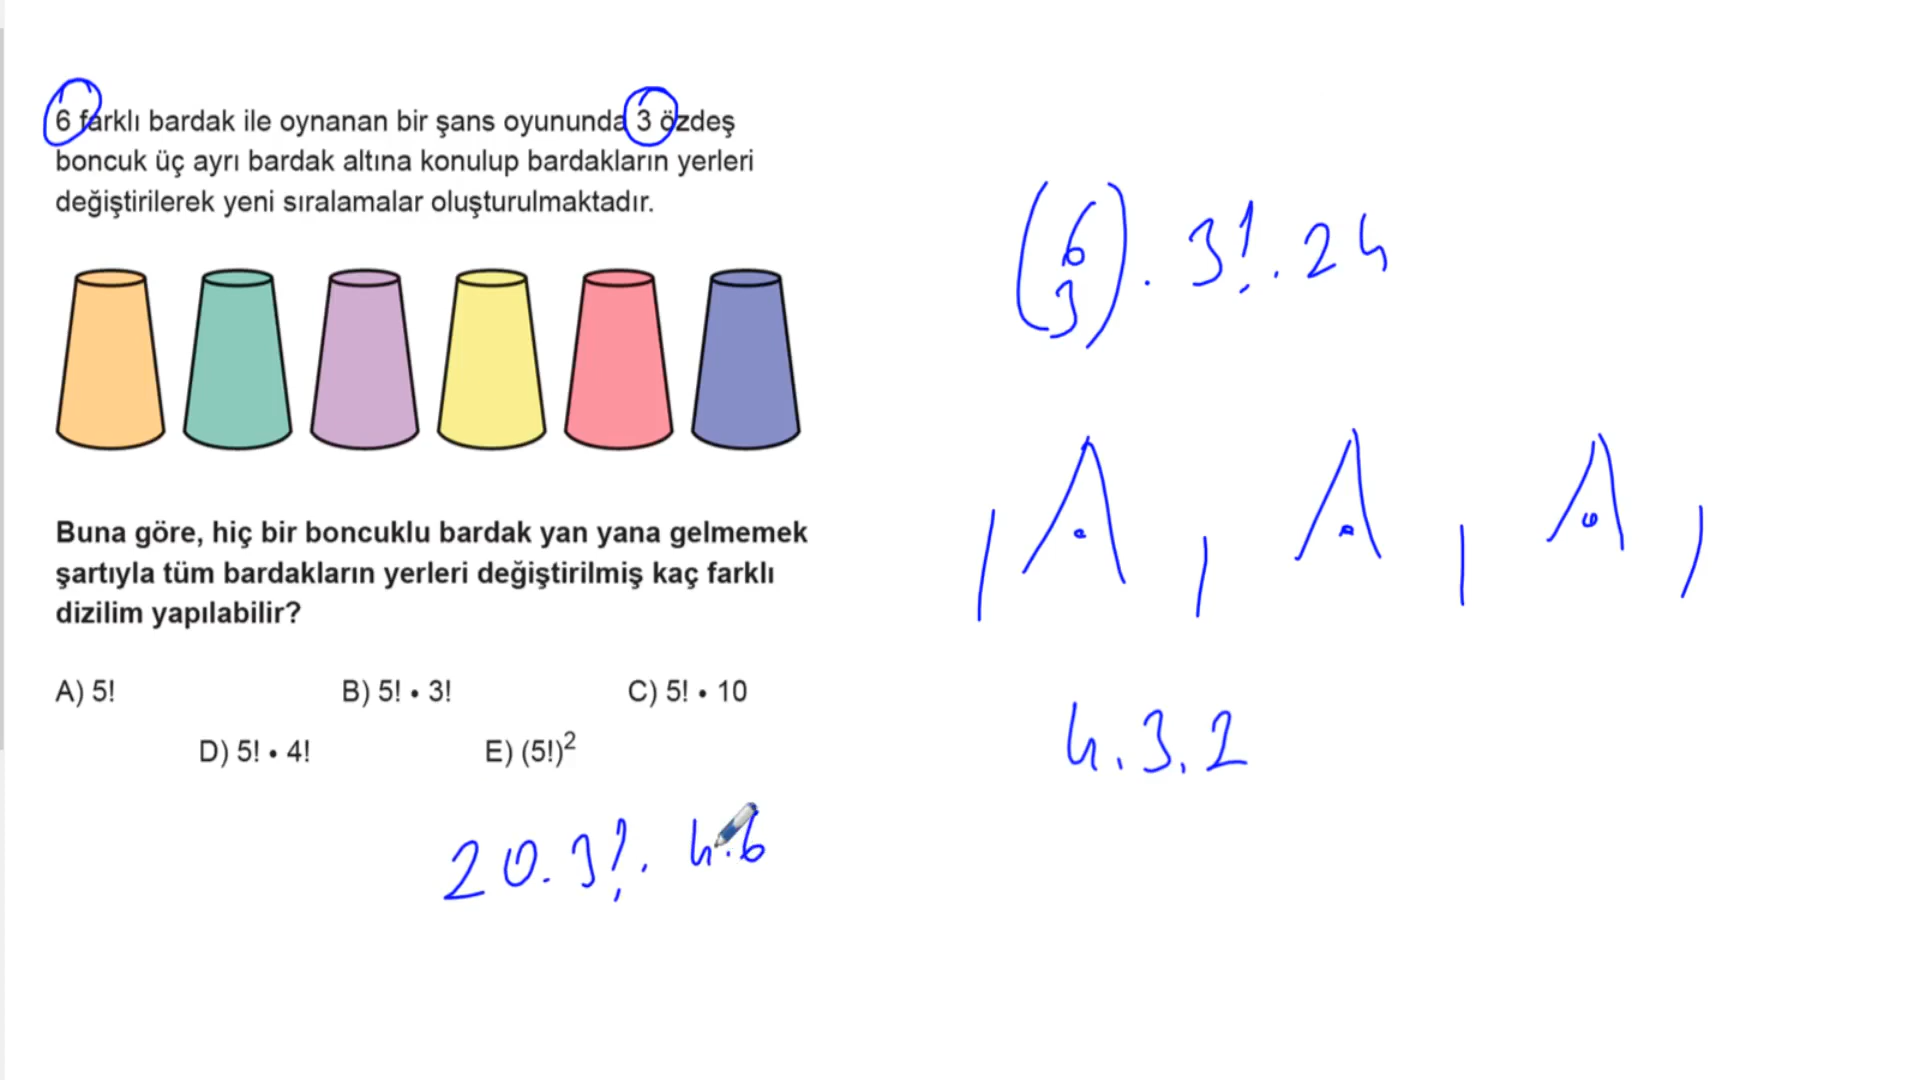 6 farklı bardak ile oynanan bir şans oyununda 3 özdeş
boncuk üç ayrı bardak altına konulup bardakların yerleri
değiştirilerek yeni sıralamalar oluşturulmaktadır.
Buna göre, hiç bir boncuklu bardak yan yana gelmemek
şartıyla tüm bardakların yerleri değiştirilmiş kaç farklı
dizilim yapılabilir?
A) 5!
B) 5! • 3!
C) 5! • 10
D) 5! • 4!
E) (5!)²
20.3!.4.6
(6 3).3!.24
4.3.2